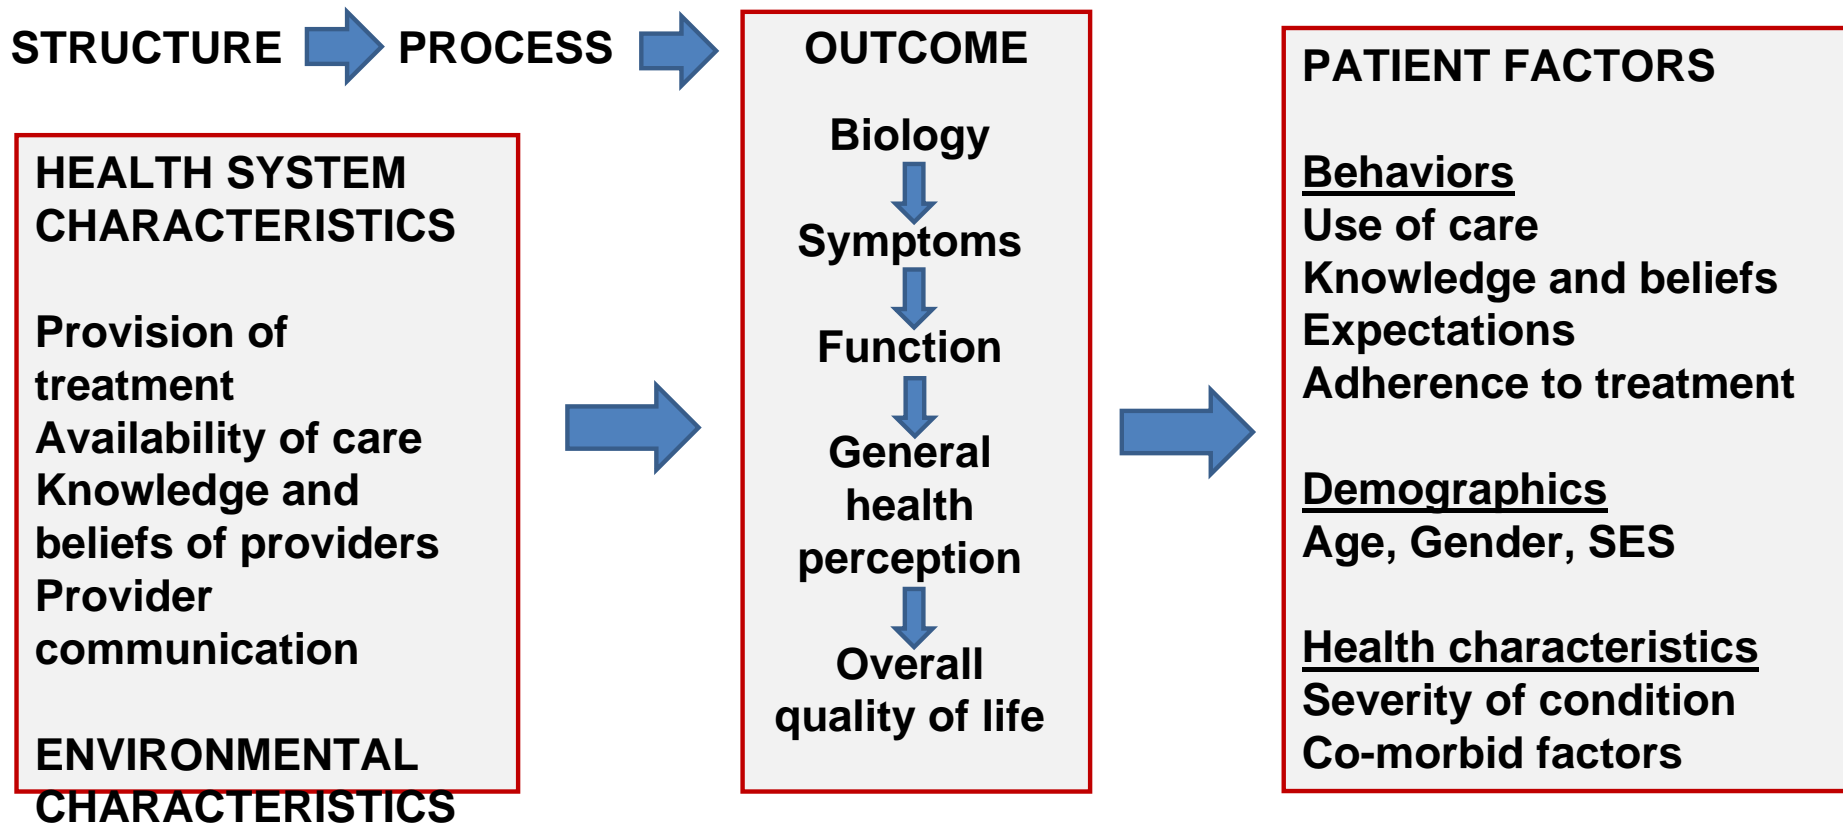 STRUCTURE PROCESS OUTCOME
HEALTH SYSTEM
CHARACTERISTICS
Provision of
treatment
Availability of care
Knowledge and
beliefs of providers
Provider
communication
ENVIRONMENTAL
CHARACTERISTICS
Biology
Symptoms
Function
General
health
perception
Overall
quality of life
PATIENT FACTORS
Behaviors
Use of care
Knowledge and beliefs
Expectations
Adherence to treatment
Demographics
Age, Gender, SES
Health characteristics
Severity of condition
Co-morbid factors